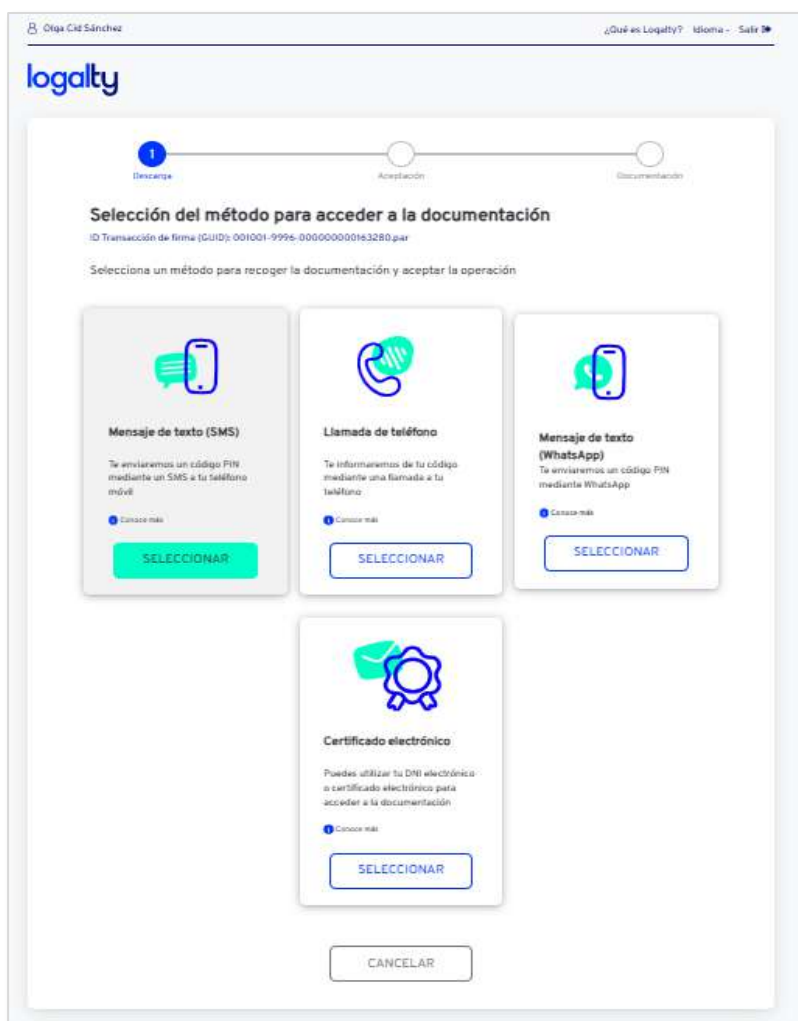 Olga Cid Sánchez
¿Qué es Logalty? Idioma - Salir
logalty
1
Descarga
Aceptación
Documentación
Selección del método para acceder a la documentación
ID Transacción de firma (GUID): 001001-9996-000000000163280.par
Selecciona un método para recoger la documentación y aceptar la operación
Mensaje de texto (SMS)
Te enviaremos un código PIN
mediante un SMS a tu teléfono
móvil
Conoce más
SELECCIONAR
Llamada de teléfono
Te informaremos de tu código
mediante una llamada a tu
teléfono
Conoce más
SELECCIONAR
Mensaje de texto
(WhatsApp)
Te enviaremos un código PIN
mediante WhatsApp
Conoce más
SELECCIONAR
Certificado electrónico
Puedes utilizar tu DNI electrónico
o certificado electrónico para
acceder a la documentación
Conoce más
SELECCIONAR
CANCELAR